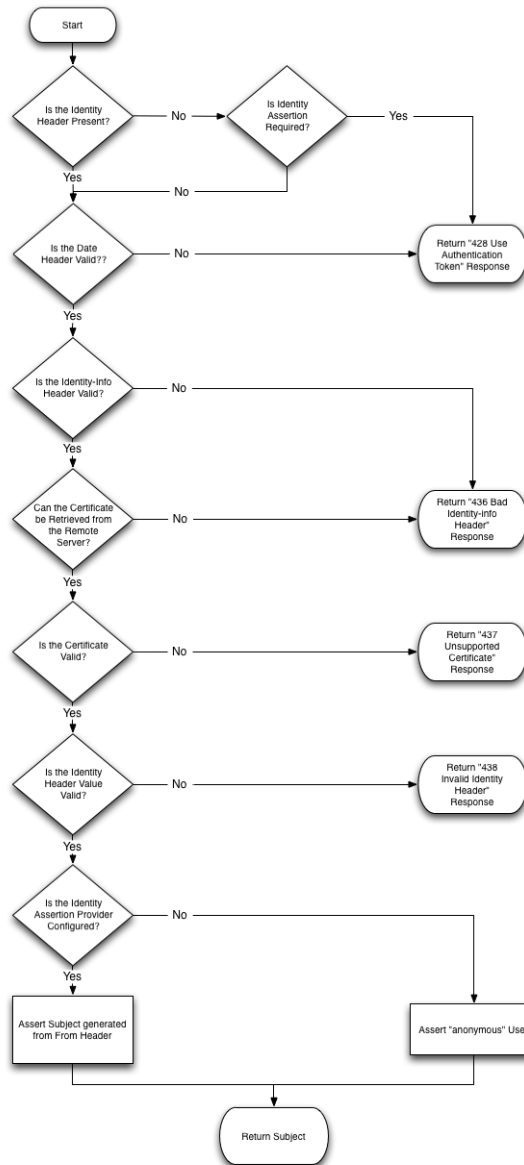 Start
Is the Identity
Header Present?
No
Is Identity
Assertion
Required?
Yes
Yes
No
Is the Date
Header Valid??
No
Return "428 Use
Authentication
Token" Response
Yes
Is the Identity-Info
Header Valid?
No
Yes
Can the Certificate
be Retrieved from
the Remote
Server?
No
Return "436 Bad
Identity-info
Header"
Response
Yes
Is the Certificate
Valid?
No
Return "437
Unsupported
Certificate"
Response
Yes
Is the Identity
Header Value
Valid?
No
Return "438
Invalid Identity
Header"
Response
Yes
Is the Identity
Assertion Provider
Configured?
No
Yes
Assert Subject generated
from From Header
Assert "anonymous" Use
Return Subject